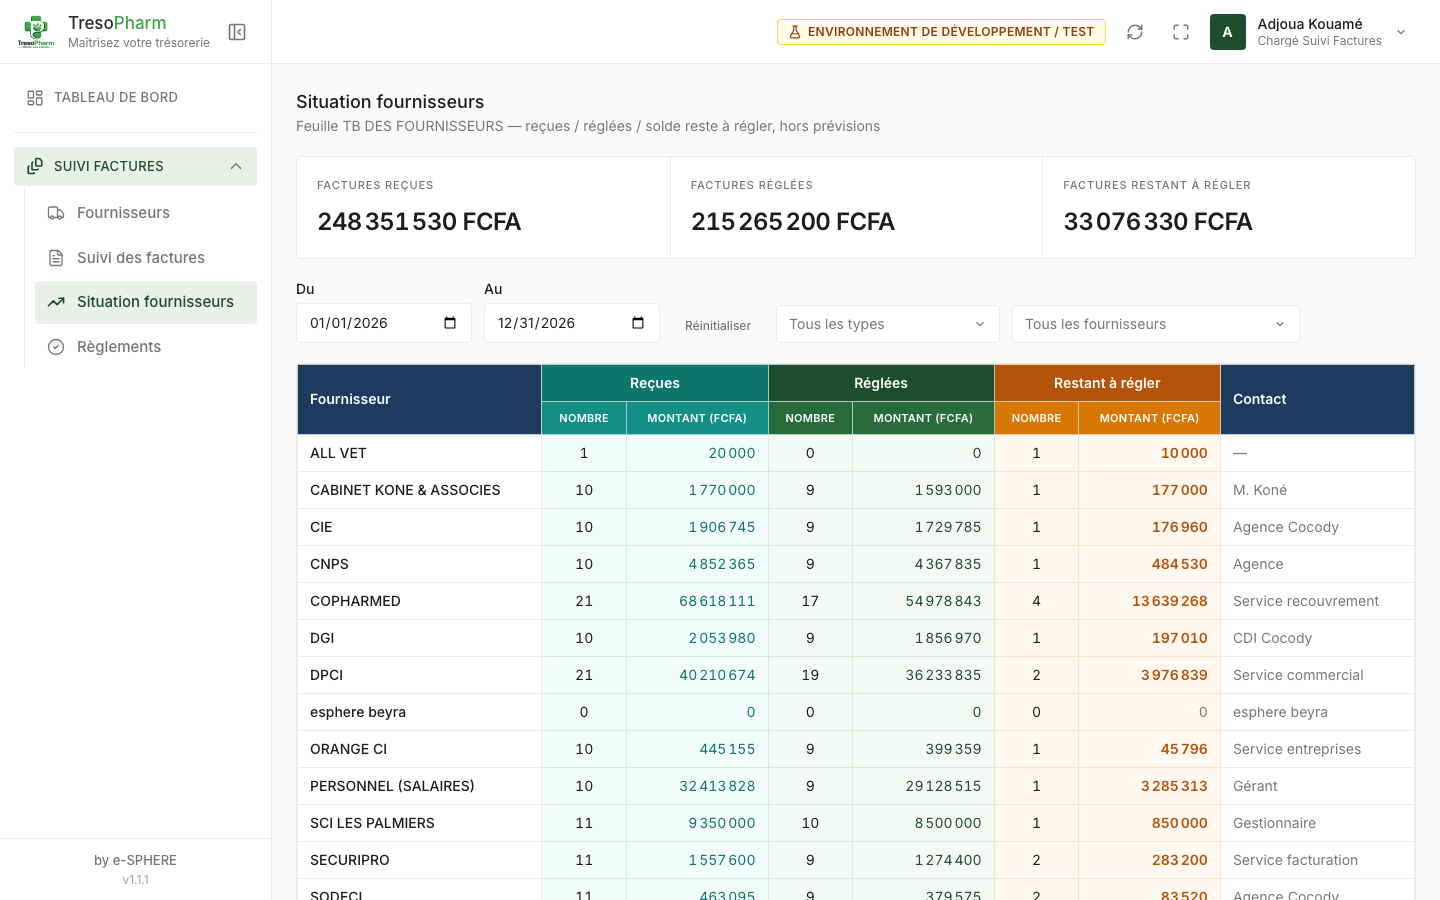 TresoPharm
Maîtrisez votre trésorerie
TresoPharm
ENVIRONNEMENT DE DÉVELOPPEMENT / TEST
A
Adjoua Kouamé
Chargé Suivi Factures
TABLEAU DE BORD
SUIVI FACTURES
Fournisseurs
Suivi des factures
Situation fournisseurs
Règlements
by e-SPHERE
v1.1.1
Situation fournisseurs
Feuille TB DES FOURNISSEURS — reçues / réglées / solde reste à régler, hors prévisions
FACTURES REÇUES FACTURES RÉGLÉES FACTURES RESTANT À RÉGLER
248 351 530 FCFA 215 265 200 FCFA 33 076 330 FCFA
Du Au
01/01/2026 12/31/2026 Réinitialiser Tous les types Tous les fournisseurs
Fournisseur Reçues Réglées Restant à régler Contact
NOMBRE MONTANT (FCFA) NOMBRE MONTANT (FCFA) NOMBRE MONTANT (FCFA)
ALL VET 1 20 000 0 0 1 10 000 —
CABINET KONE & ASSOCIES 10 1 770 000 9 1 593 000 1 177 000 M. Koné
CIE 10 1 906 745 9 1 729 785 1 176 960 Agence Cocody
CNPS 10 4 852 365 9 4 367 835 1 484 530 Agence
COPHARMED 21 68 618 111 17 54 978 843 4 13 639 268 Service recouvrement
DGI 10 2 053 980 9 1 856 970 1 197 010 CDI Cocody
DPCI 21 40 210 674 19 36 233 835 2 3 976 839 Service commercial
esphere beyra 0 0 0 0 0 0 esphere beyra
ORANGE CI 10 445 155 9 399 359 1 45 796 Service entreprises
PERSONNEL (SALAIRES) 10 32 413 828 9 29 128 515 1 3 285 313 Gérant
SCI LES PALMIERS 11 9 350 000 10 8 500 000 1 850 000 Gestionnaire
SECURIPRO 11 1 557 600 9 1 274 400 2 283 200 Service facturation
SODECI 11 463 095 9 379 575 2 83 520 Agence Cocody